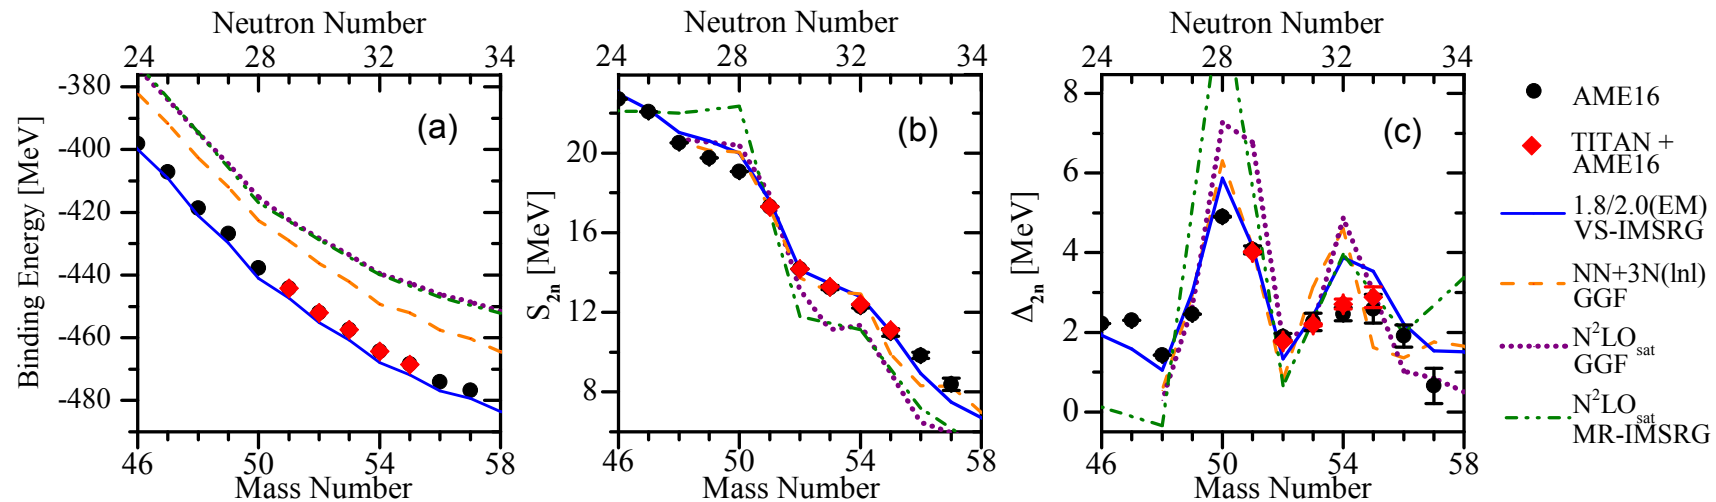 Neutron Number
24 28 32 34
-380
-400
-420
-440
-460
-480
Binding Energy [MeV]
(a)
46 50 54 58
Mass Number
Neutron Number
24 28 32 34
20
16
12
8
S2n [MeV]
(b)
46 50 54 58
Mass Number
Neutron Number
24 28 32 34
8
6
4
2
0
Δ2n [MeV]
(c)
46 50 54 58
Mass Number
AME16
TITAN +
AME16
1.8/2.0(EM)
VS-IMSRG
NN+3N(lnl)
GGF
N²LOsat
GGF
N²LOsat
MR-IMSRG